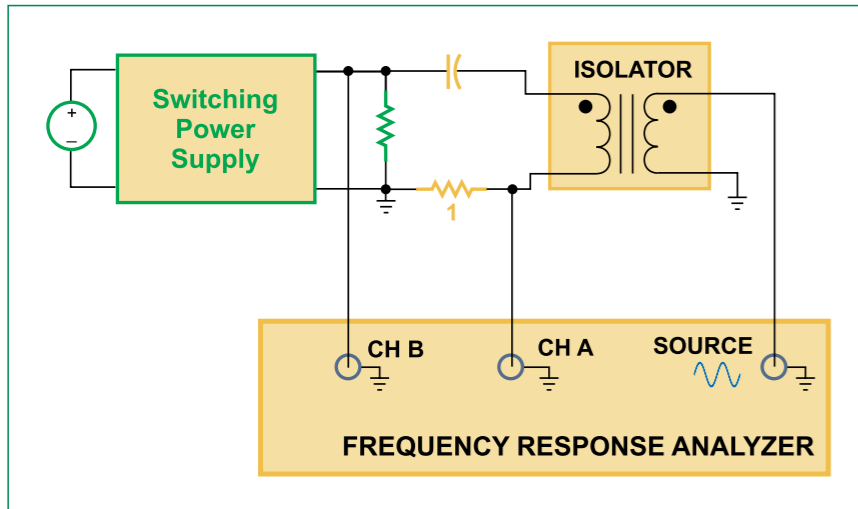 ISOLATOR
Switching
Power
Supply
+
–
1
CH B
CH A
SOURCE
FREQUENCY RESPONSE ANALYZER